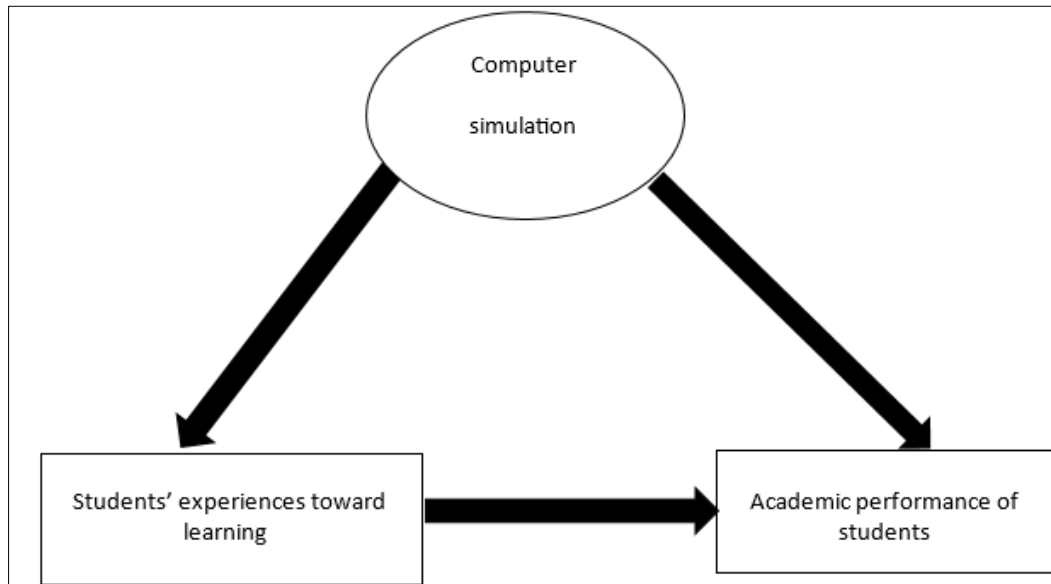 Computer
simulation
Students’ experiences toward
learning
Academic performance of
students